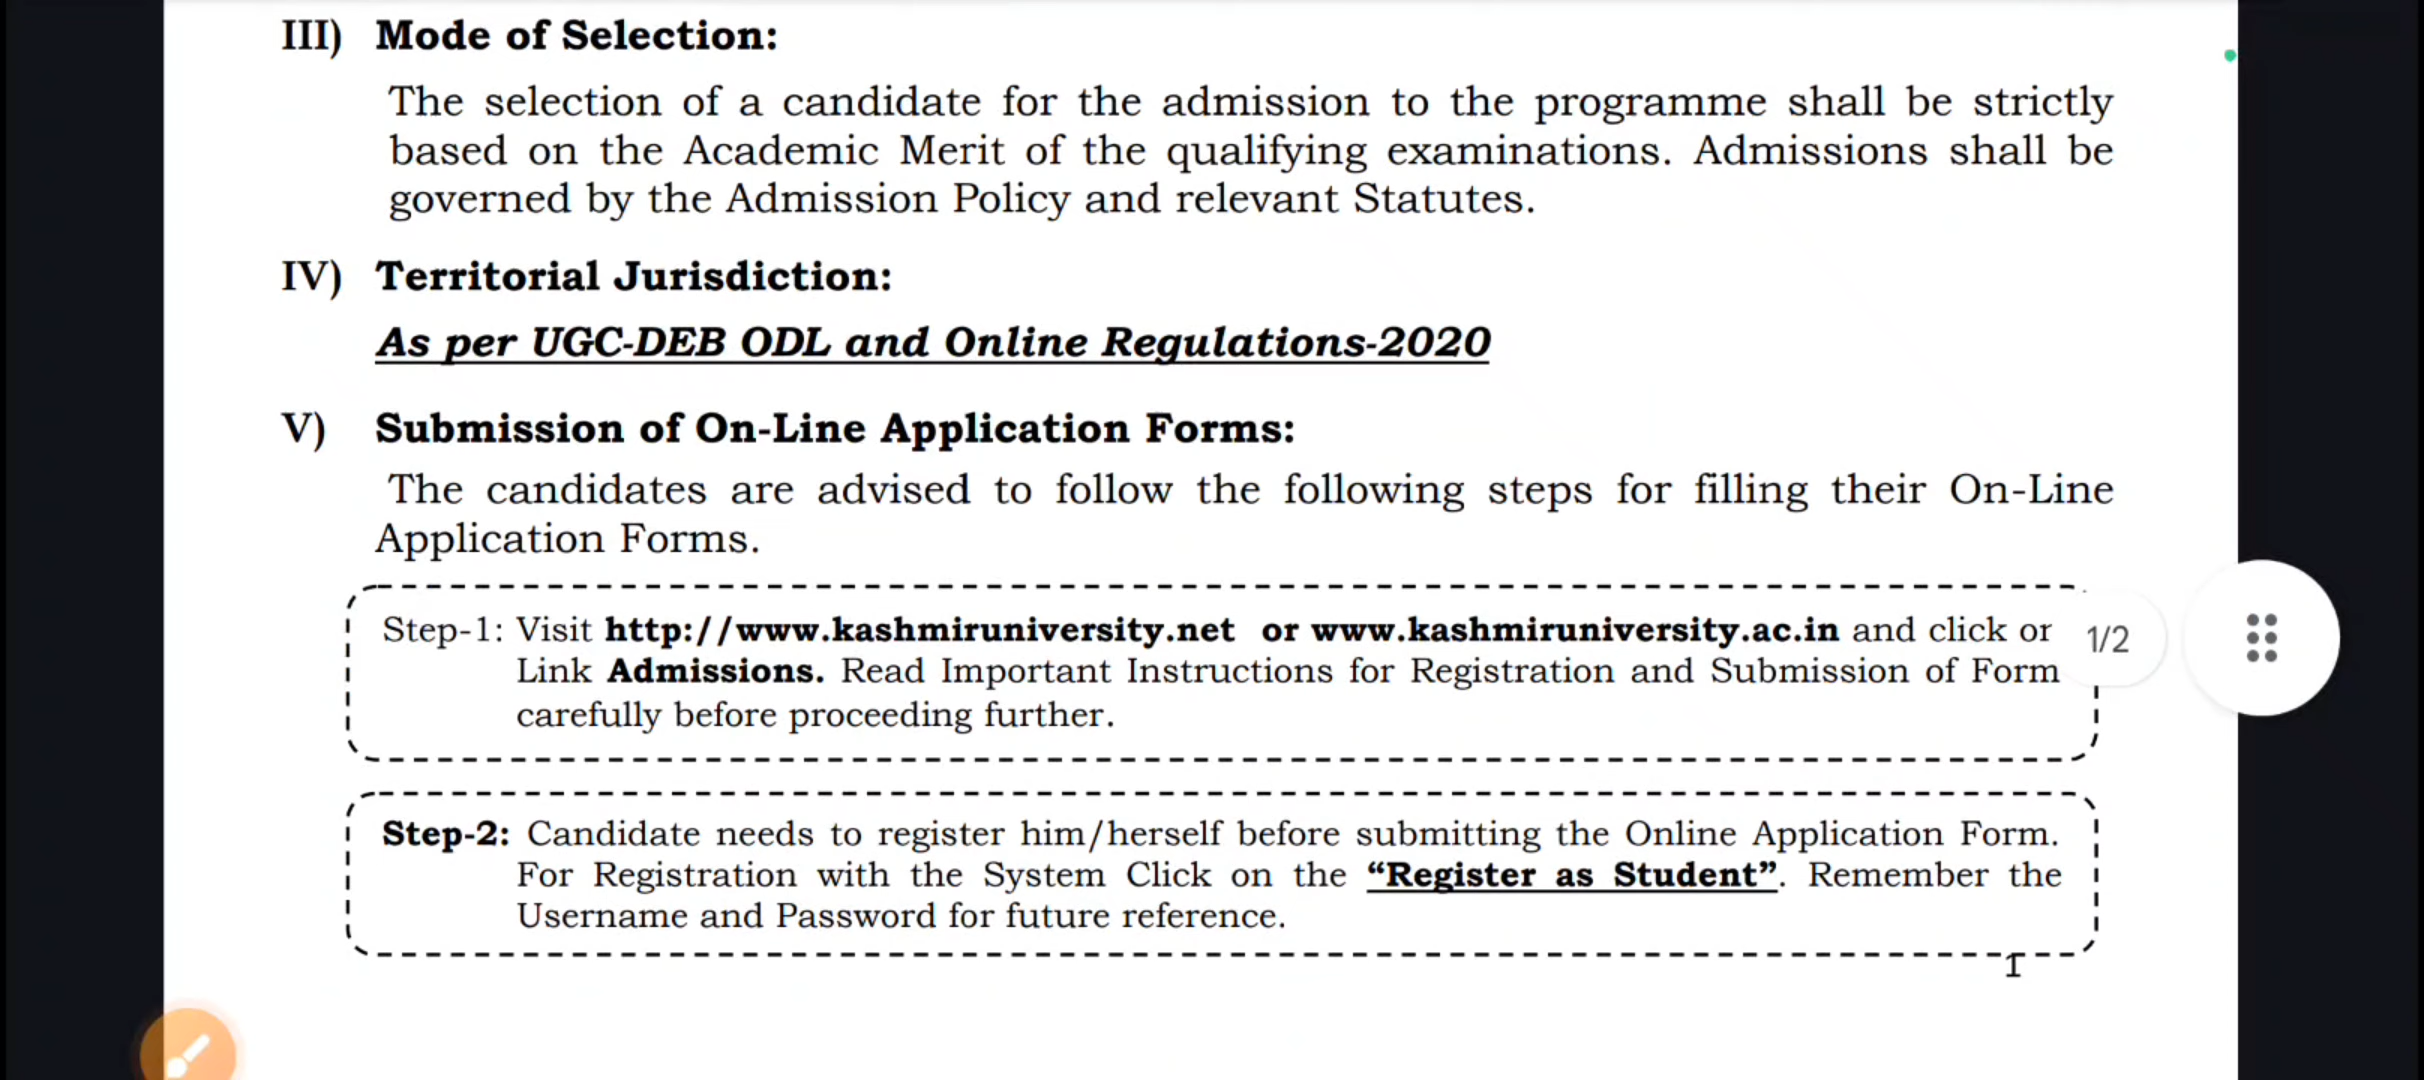 III) Mode of Selection:
The selection of a candidate for the admission to the programme shall be strictly
based on the Academic Merit of the qualifying examinations. Admissions shall be
governed by the Admission Policy and relevant Statutes.
IV) Territorial Jurisdiction:
As per UGC-DEB ODL and Online Regulations-2020
V) Submission of On-Line Application Forms:
The candidates are advised to follow the following steps for filling their On-Line
Application Forms.
Step-1: Visit http://www.kashmiruniversity.net or www.kashmiruniversity.ac.in and click or
Link Admissions. Read Important Instructions for Registration and Submission of Form
carefully before proceeding further.
1/2
Step-2: Candidate needs to register him/herself before submitting the Online Application Form.
For Registration with the System Click on the “Register as Student”. Remember the
Username and Password for future reference.
1